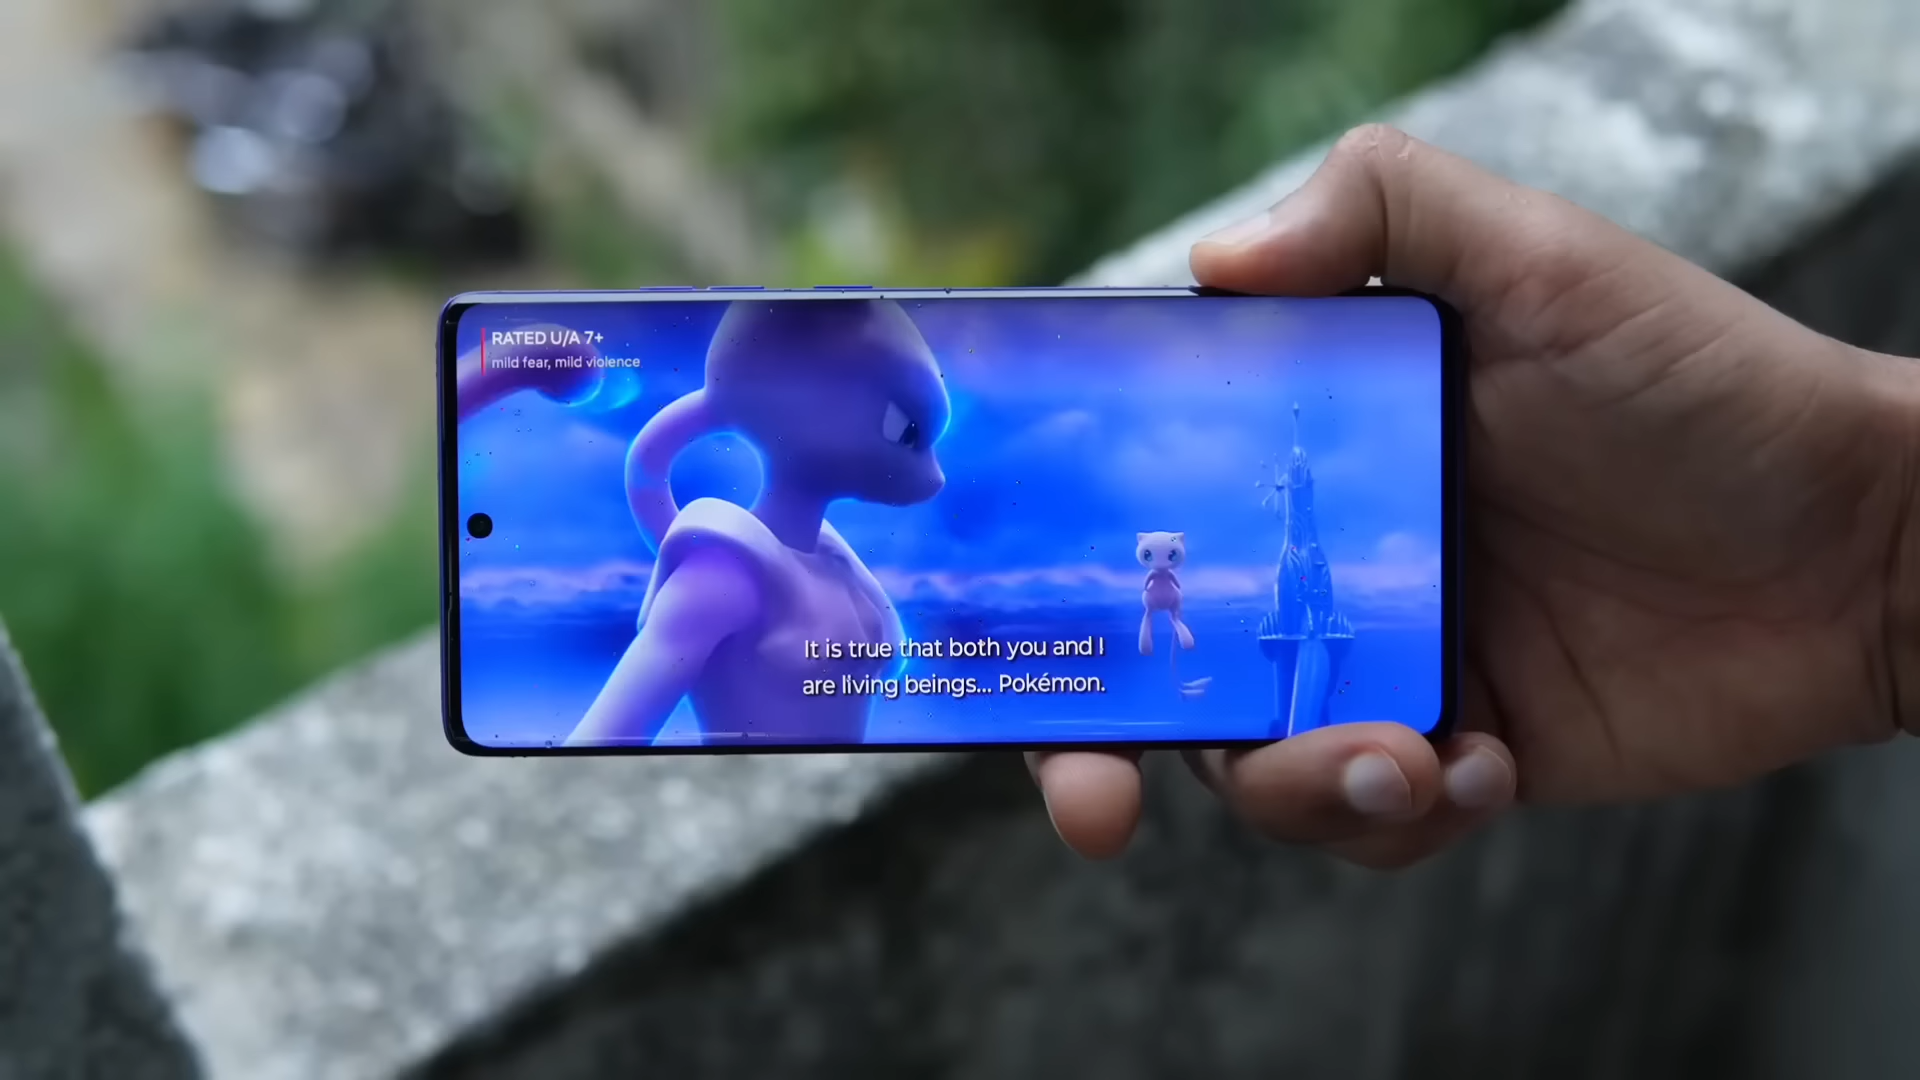 RATED U/A 7+
mild fear, mild violence
It is true that both you and I
are living beings... Pokémon.